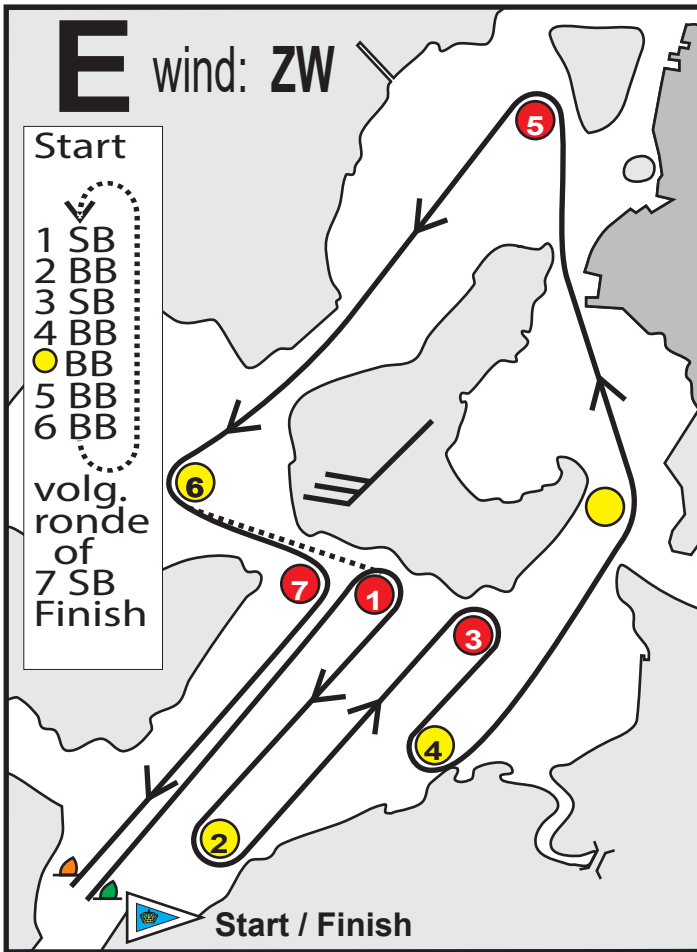 E wind: ZW
Start
1 SB
2 BB
3 SB
4 BB
BB
5 BB
6 BB
volg.
ronde
of
7 SB
Finish
5
6
7
1
3
4
2
Start / Finish